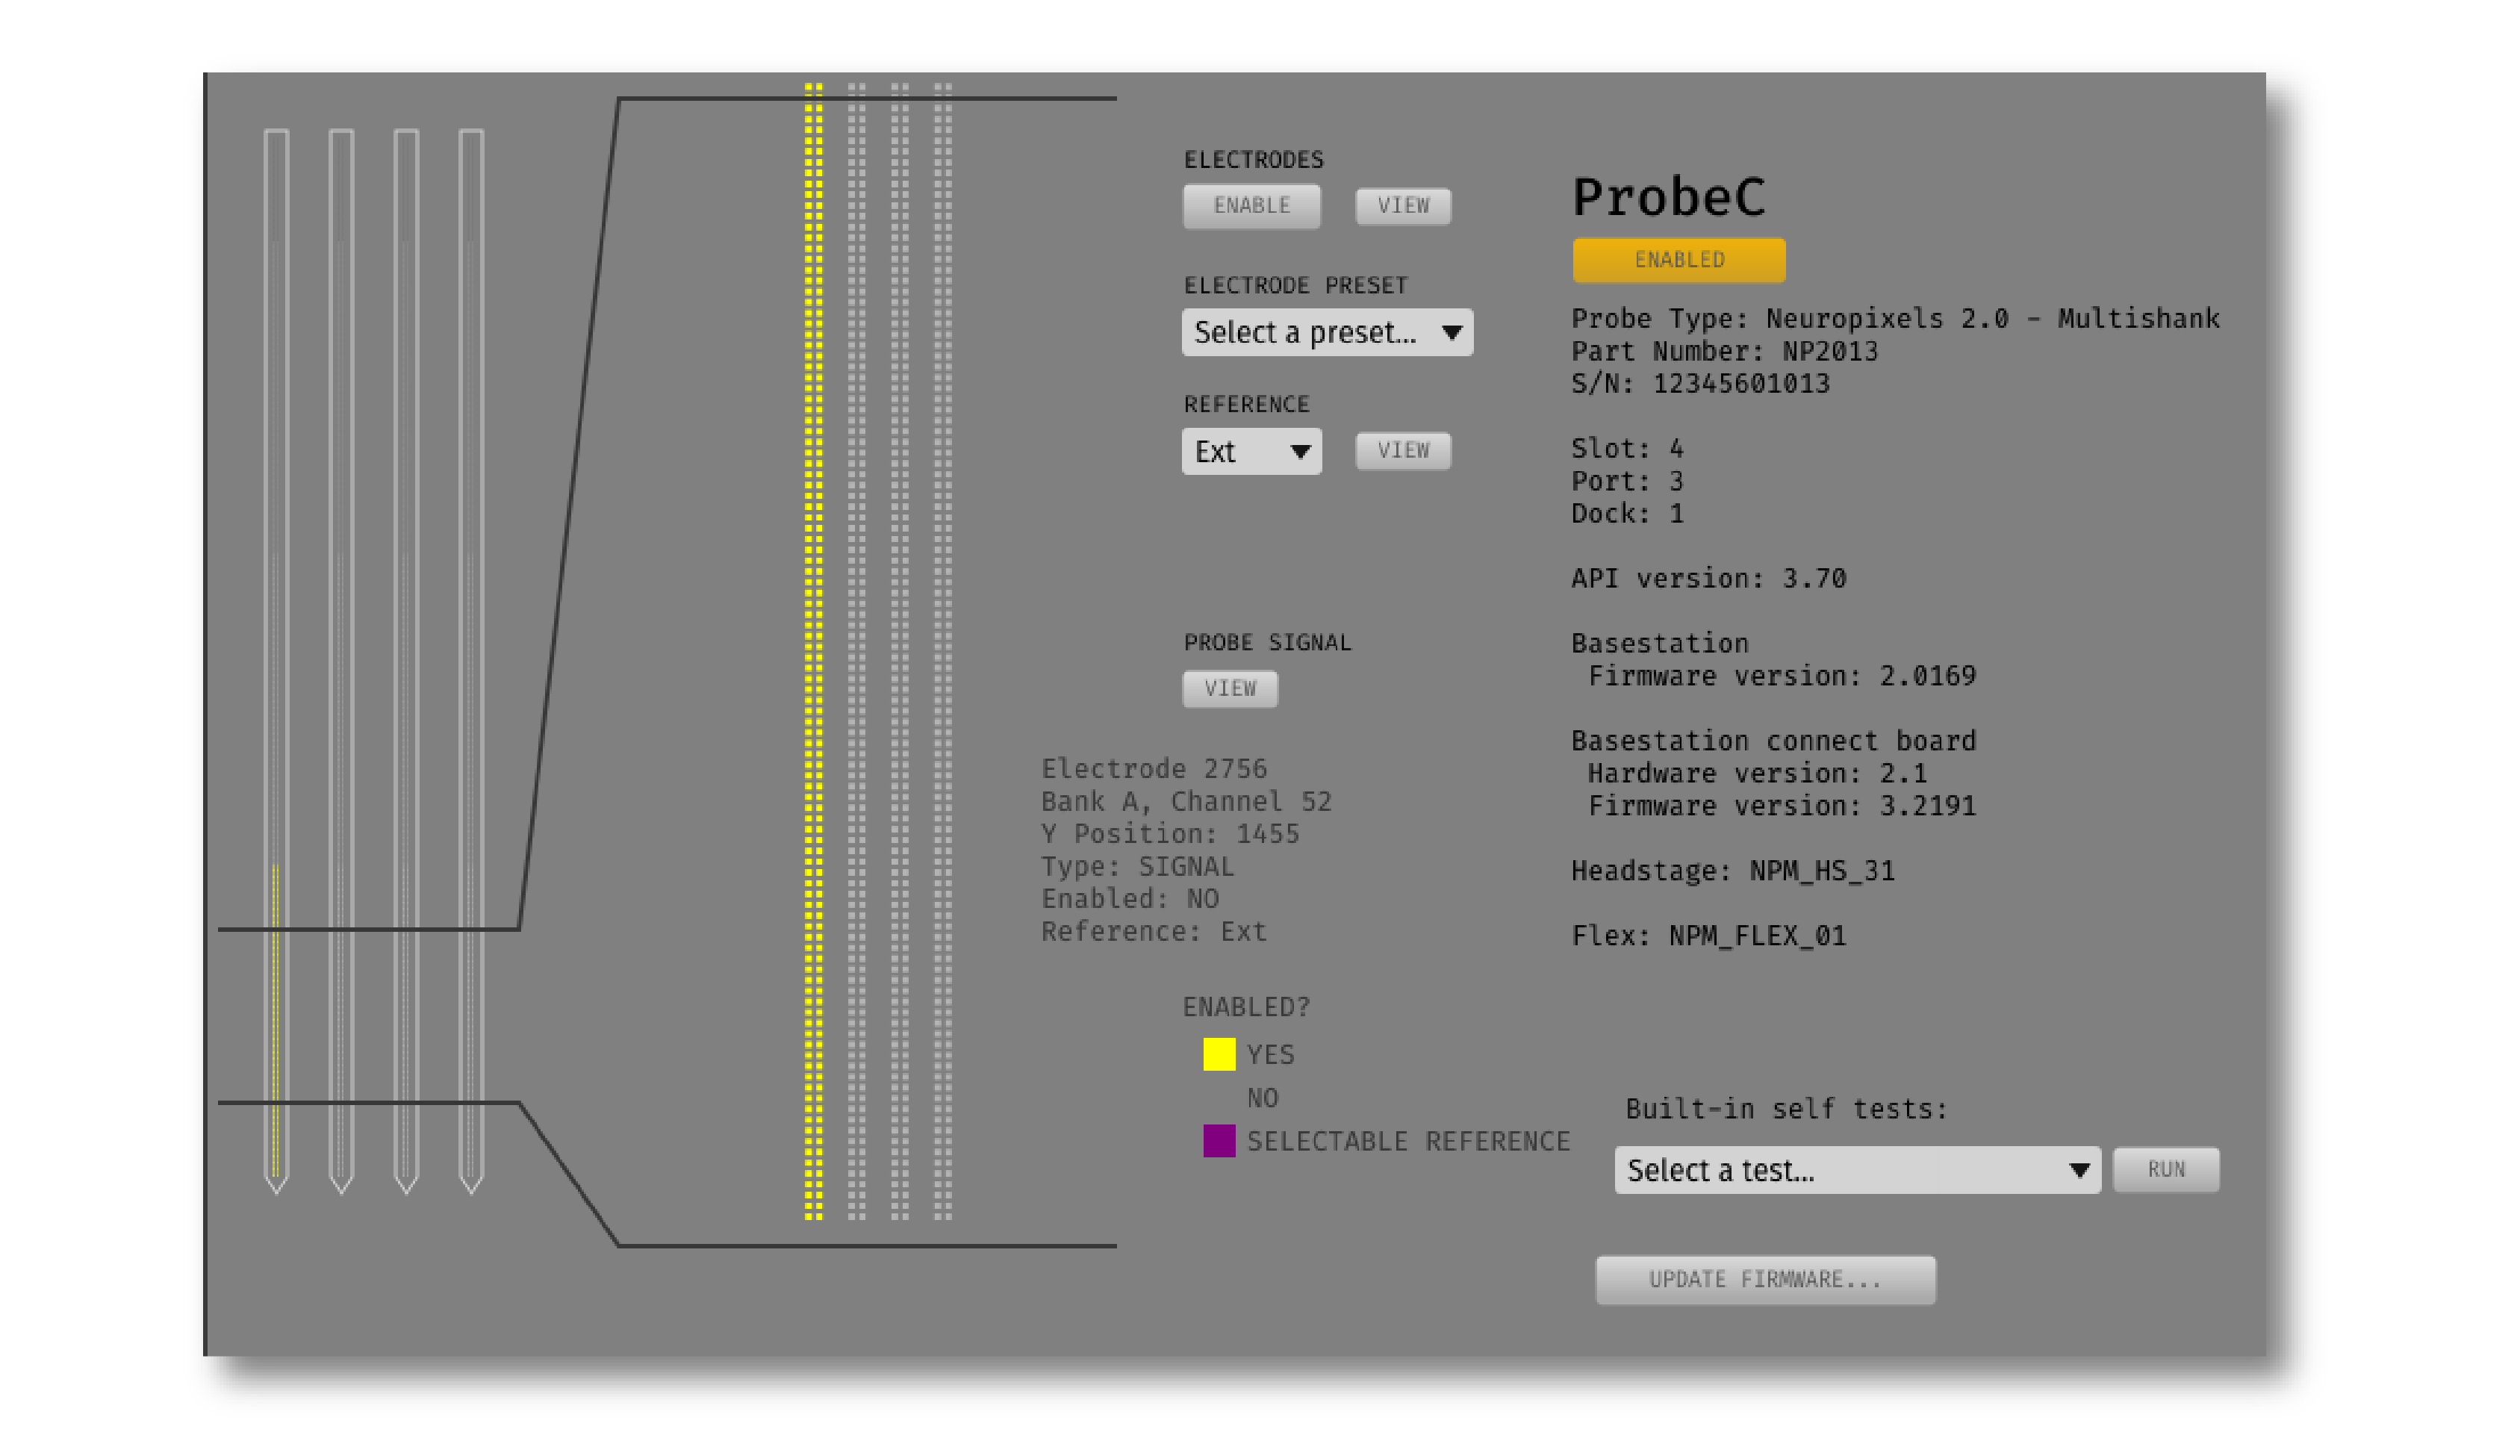 ELECTRODES
ENABLE
VIEW
ELECTRODE PRESET
Select a preset...
REFERENCE
Ext
VIEW
PROBE SIGNAL
VIEW
Electrode 2756
Bank A, Channel 52
Y Position: 1455
Type: SIGNAL
Enabled: NO
Reference: Ext
ENABLED?
YES
NO
SELECTABLE REFERENCE
ProbeC
ENABLED
Probe Type: Neuropixels 2.0 - Multishank
Part Number: NP2013
S/N: 12345601013
Slot: 4
Port: 3
Dock: 1
API version: 3.70
Basestation
Firmware version: 2.0169
Basestation connect board
Hardware version: 2.1
Firmware version: 3.2191
Headstage: NPM_HS_31
Flex: NPM_FLEX_01
Built-in self tests:
Select a test...
RUN
UPDATE FIRMWARE...